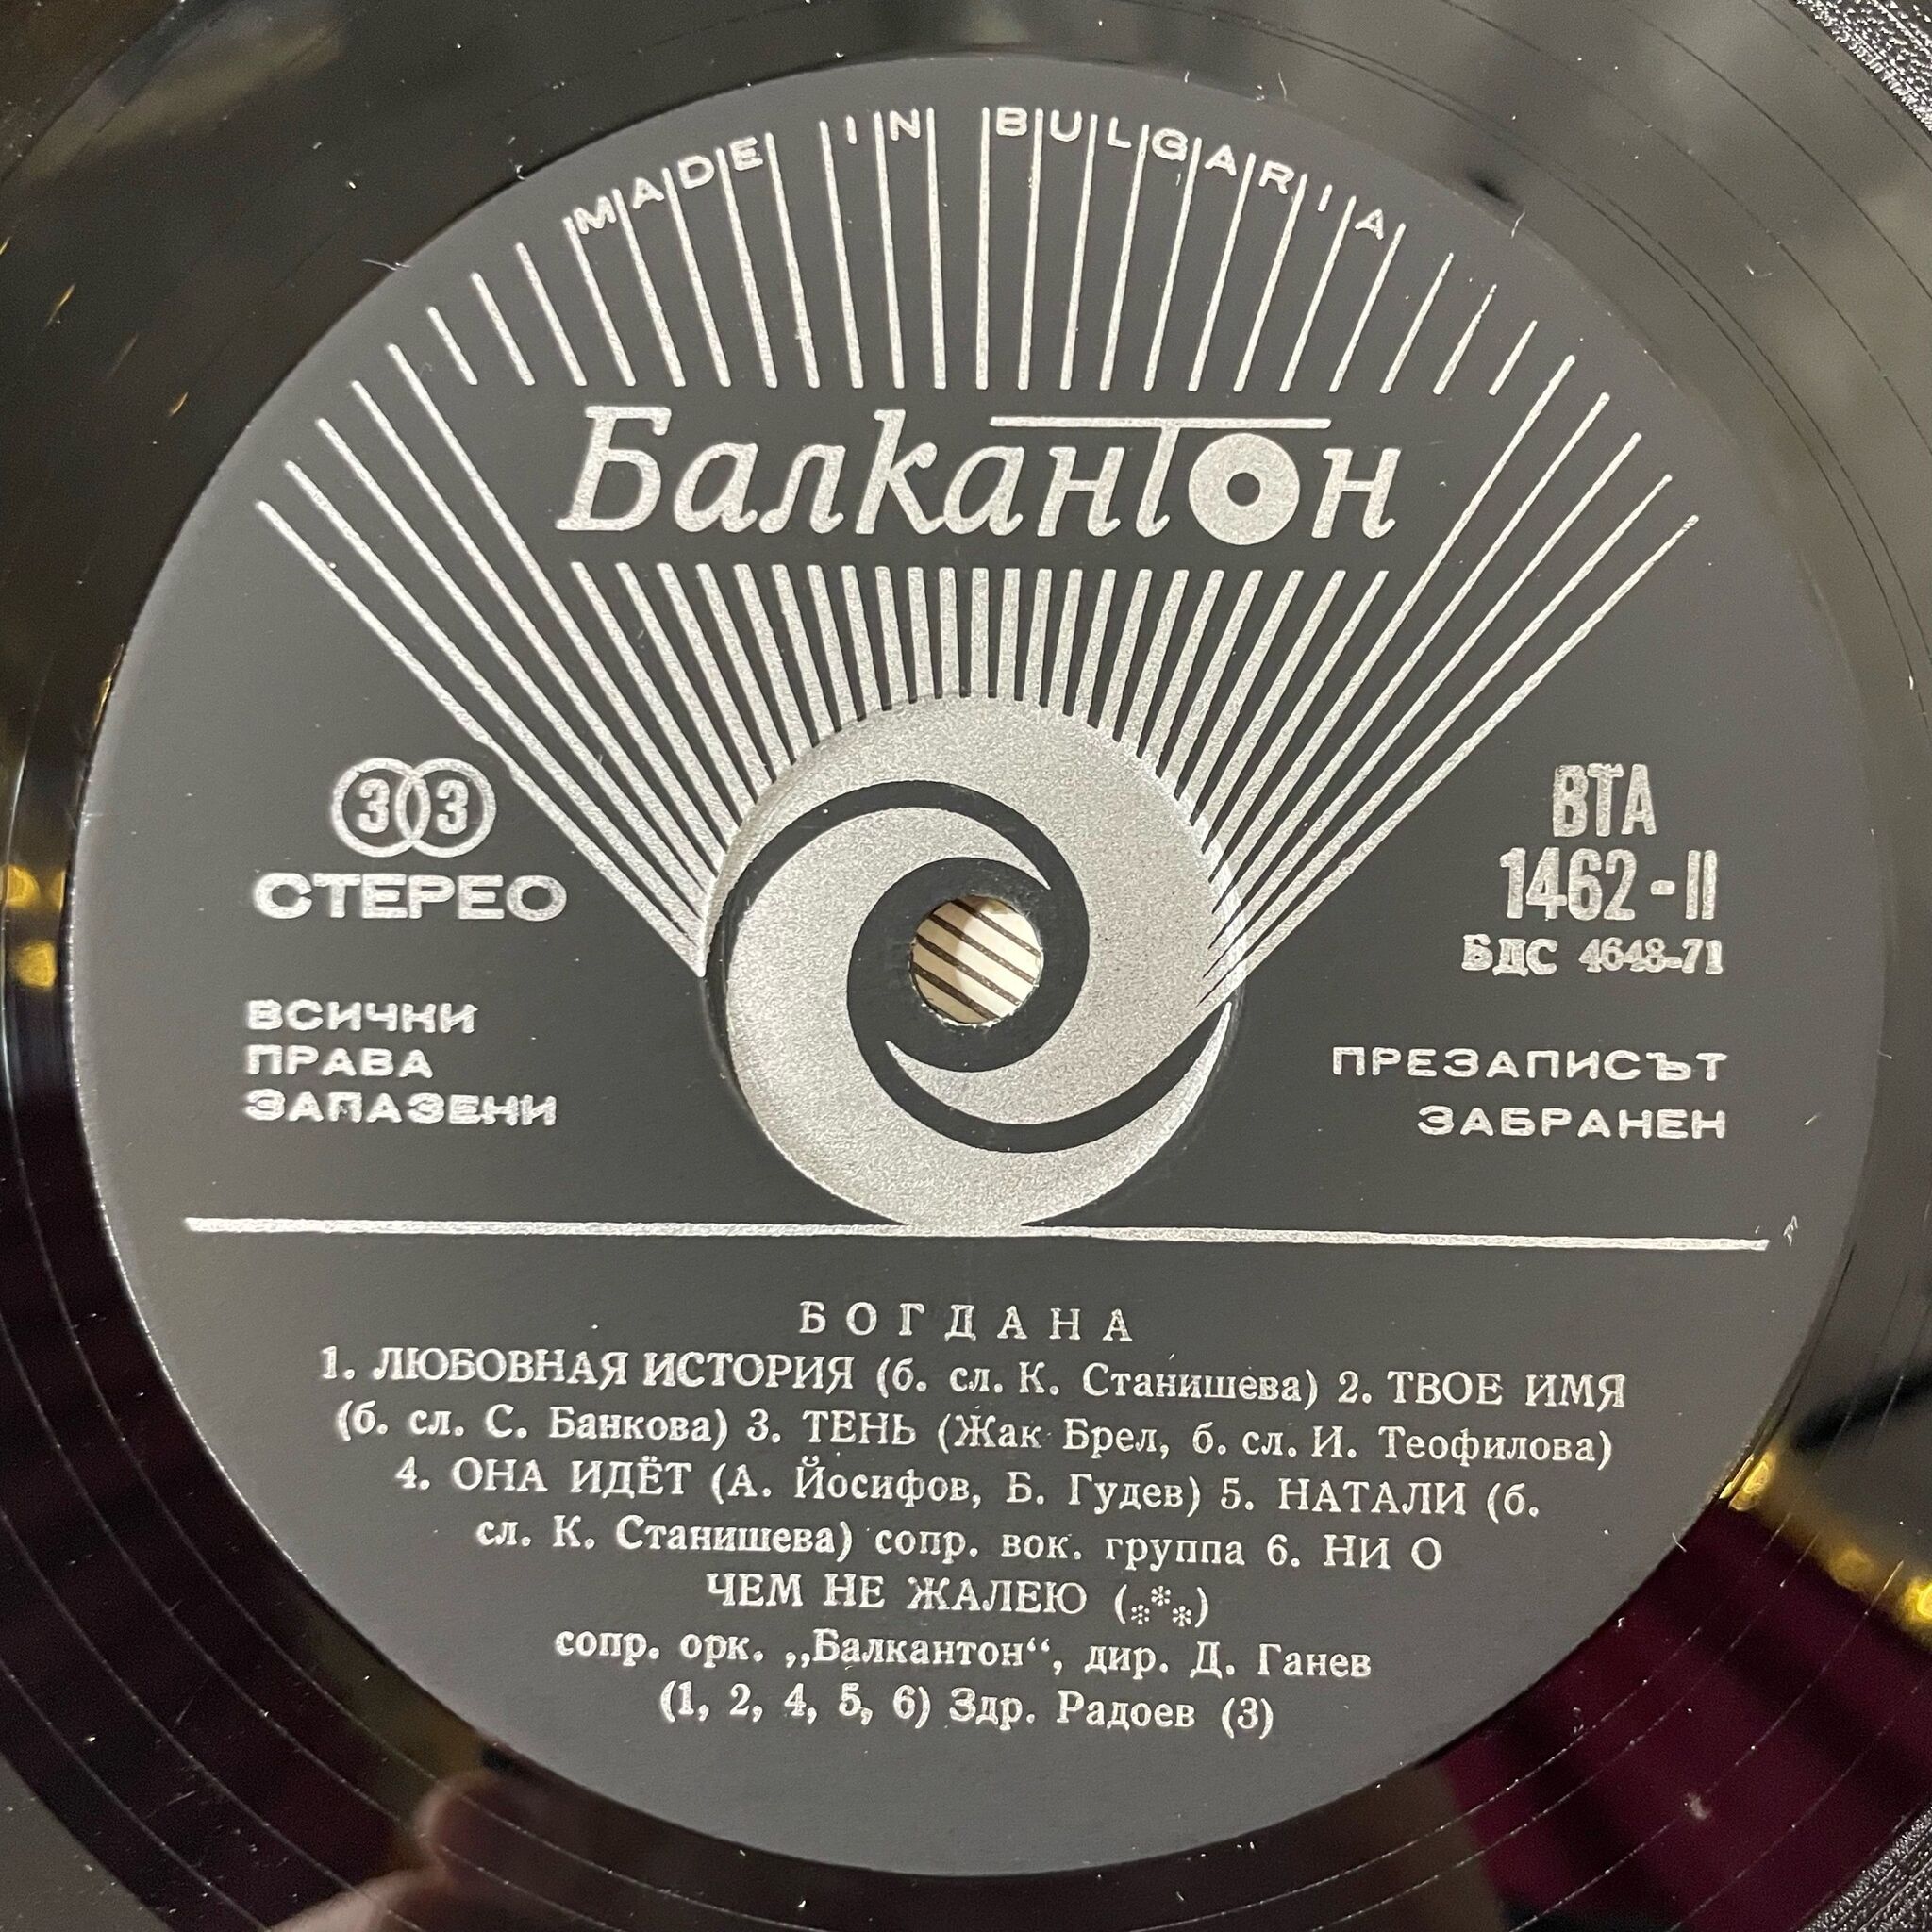 MADE IN BULGARIA
Балкантон
33
СТЕРЕО
ВТА
1462-II
БДС 4648-71
ВСИЧКИ
ПРАВА
ЗАПАЗЕНИ
ПРЕЗАПИСЪТ
ЗАБРАНЕН
БОГДАНА
1. ЛЮБОВНАЯ ИСТОРИЯ (б. сл. К. Станишева) 2. ТВОЕ ИМЯ
(б. сл. С. Банкова) 3. ТЕНЬ (Жак Брел, б. сл. И. Теофилова)
4. ОНА ИДЁТ (А. Йосифов, Б. Гудев) 5. НАТАЛИ (б.
сл. К. Станишева) сопр. вок. группа 6. НИ О
ЧЕМ НЕ ЖАЛЕЮ (***)
сопр. орк. „Балкантон“, дир. Д. Ганев
(1, 2, 4, 5, 6) Здр. Радоев (3)